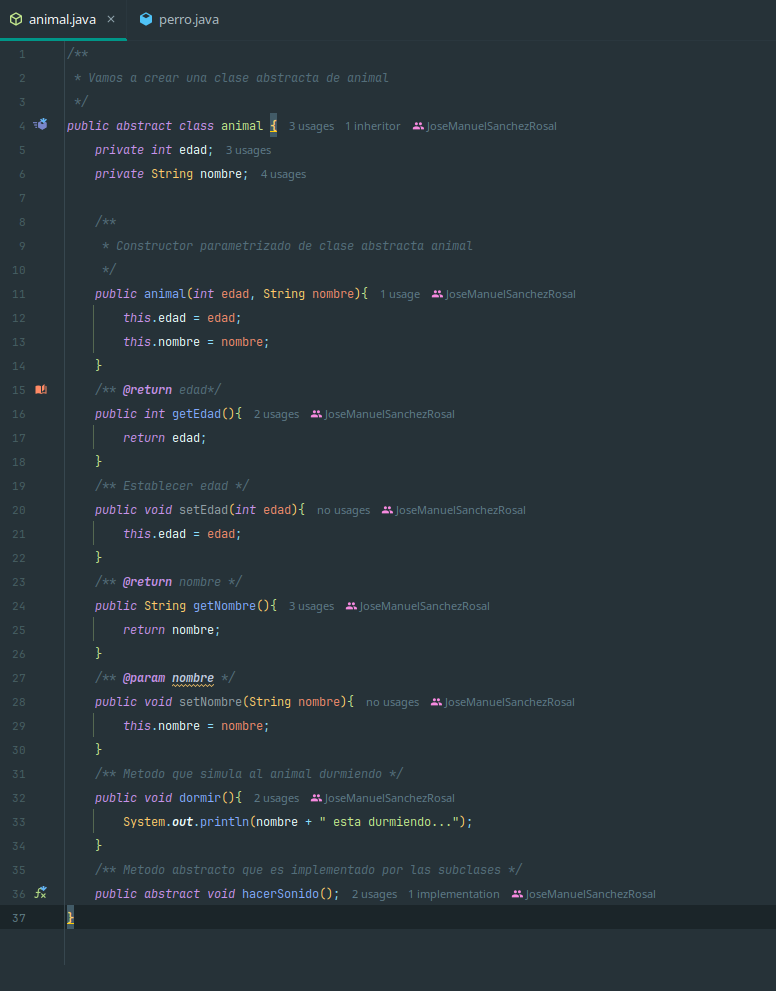 animal.java × perro.java
1 /**
2 * Vamos a crear una clase abstracta de animal
3 */
4 public abstract class animal { 3 usages 1 inheritor JoseManuelSanchezRosal
5 private int edad; 3 usages
6 private String nombre; 4 usages
7
8 /**
9 * Constructor parametrizado de clase abstracta animal
10 */
11 public animal(int edad, String nombre){ 1 usage JoseManuelSanchezRosal
12 this.edad = edad;
13 this.nombre = nombre;
14 }
15 /** @return edad*/
16 public int getEdad(){ 2 usages JoseManuelSanchezRosal
17 return edad;
18 }
19 /** Establecer edad */
20 public void setEdad(int edad){ no usages JoseManuelSanchezRosal
21 this.edad = edad;
22 }
23 /** @return nombre */
24 public String getNombre(){ 3 usages JoseManuelSanchezRosal
25 return nombre;
26 }
27 /** @param nombre */
28 public void setNombre(String nombre){ no usages JoseManuelSanchezRosal
29 this.nombre = nombre;
30 }
31 /** Metodo que simula al animal durmiendo */
32 public void dormir(){ 2 usages JoseManuelSanchezRosal
33 System.out.println(nombre + " esta durmiendo...");
34 }
35 /** Metodo abstracto que es implementado por las subclases */
36 public abstract void hacerSonido(); 2 usages 1 implementation JoseManuelSanchezRosal
37 }